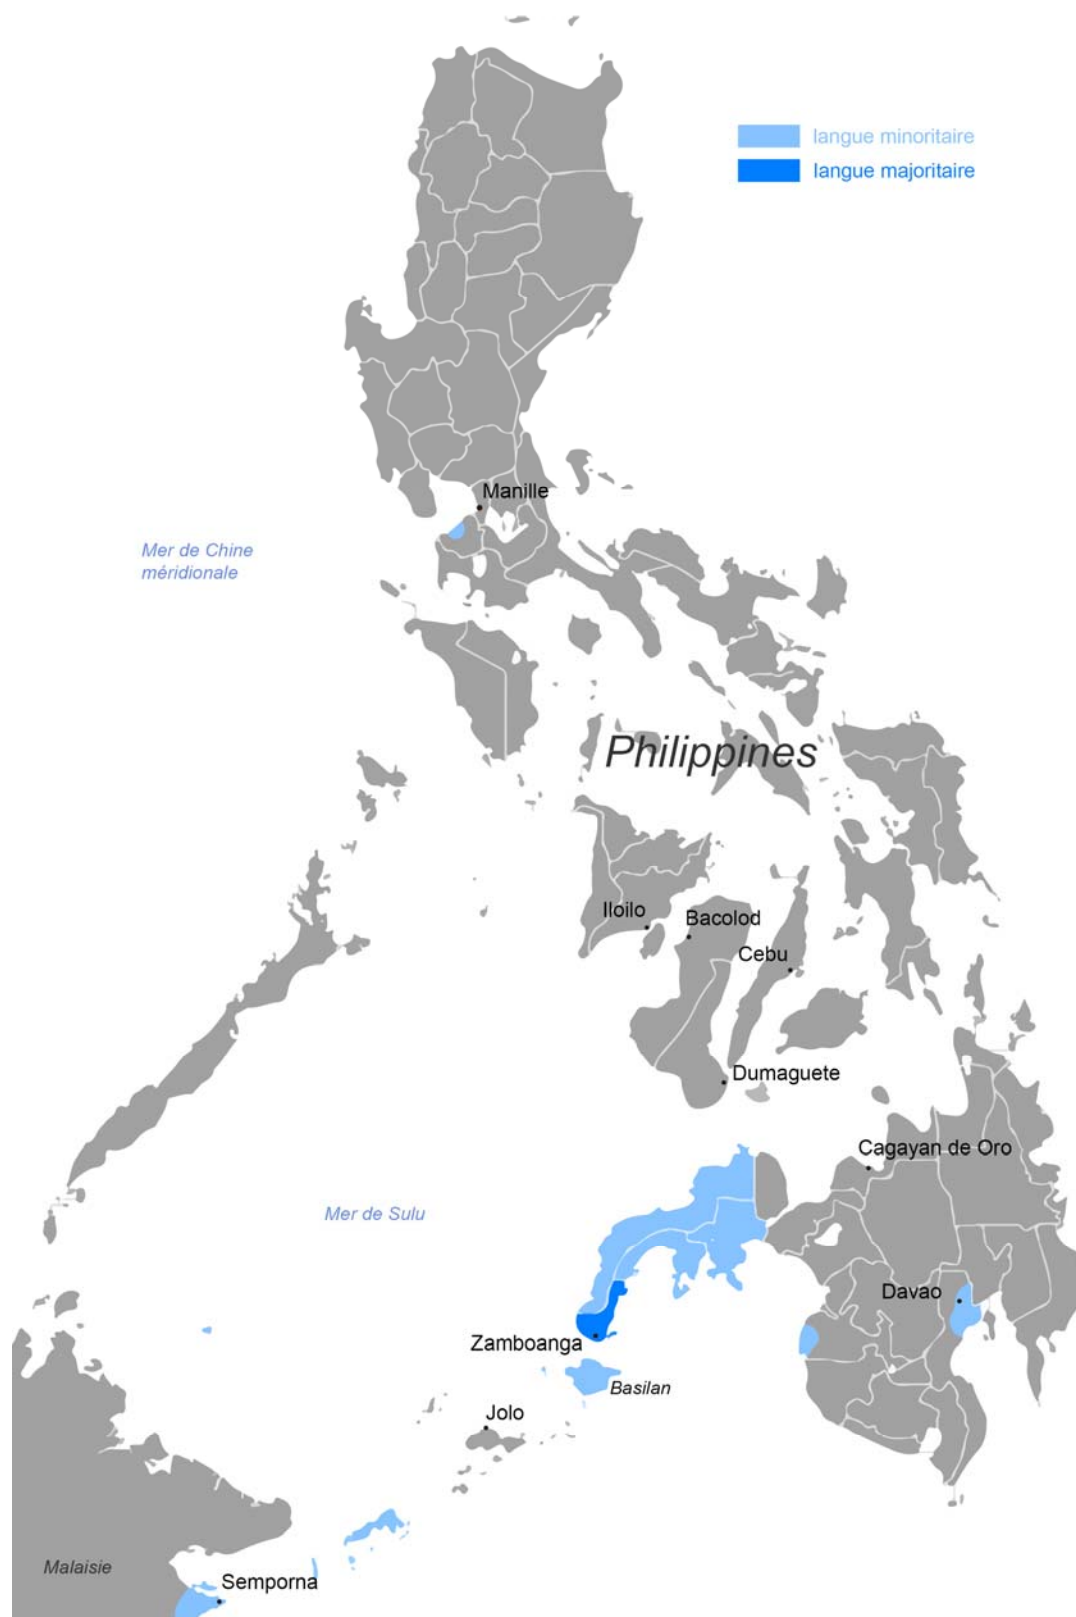 langue minoritaire
langue majoritaire
Manille
Mer de Chine
méridionale
Philippines
Iloilo
Bacolod
Cebu
Dumaguete
Cagayan de Oro
Mer de Sulu
Davao
Zamboanga
Basilan
Jolo
Malaisie
Semporna